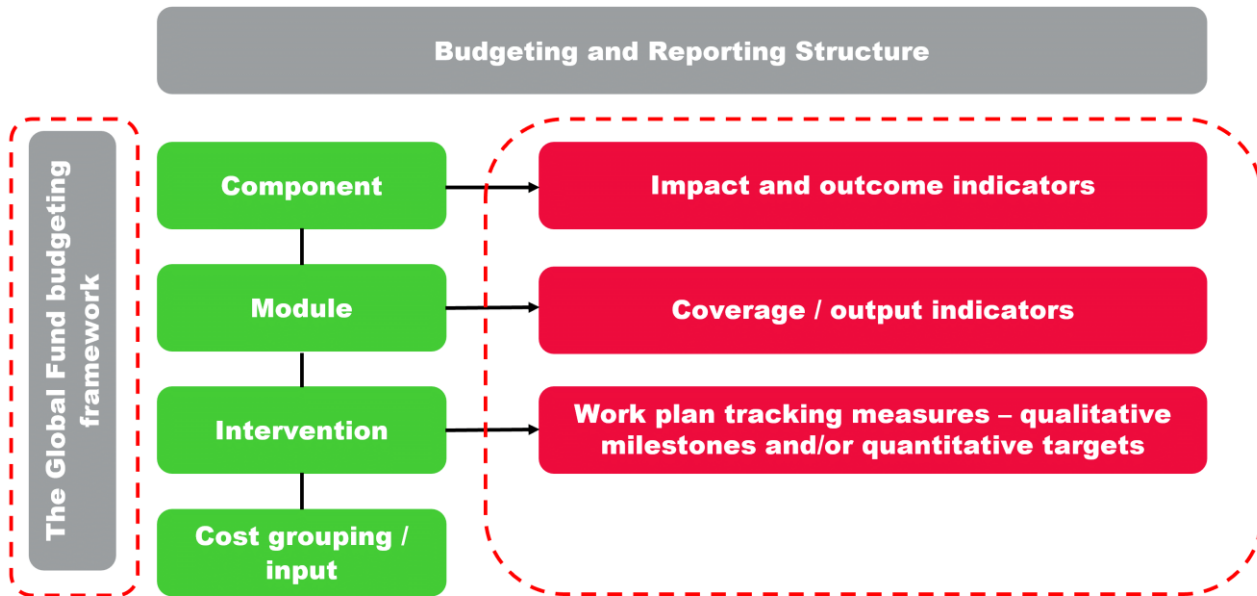 Budgeting and Reporting Structure
The Global Fund budgeting
framework
Component
Impact and outcome indicators
Module
Coverage / output indicators
Intervention
Work plan tracking measures – qualitative
milestones and/or quantitative targets
Cost grouping /
input